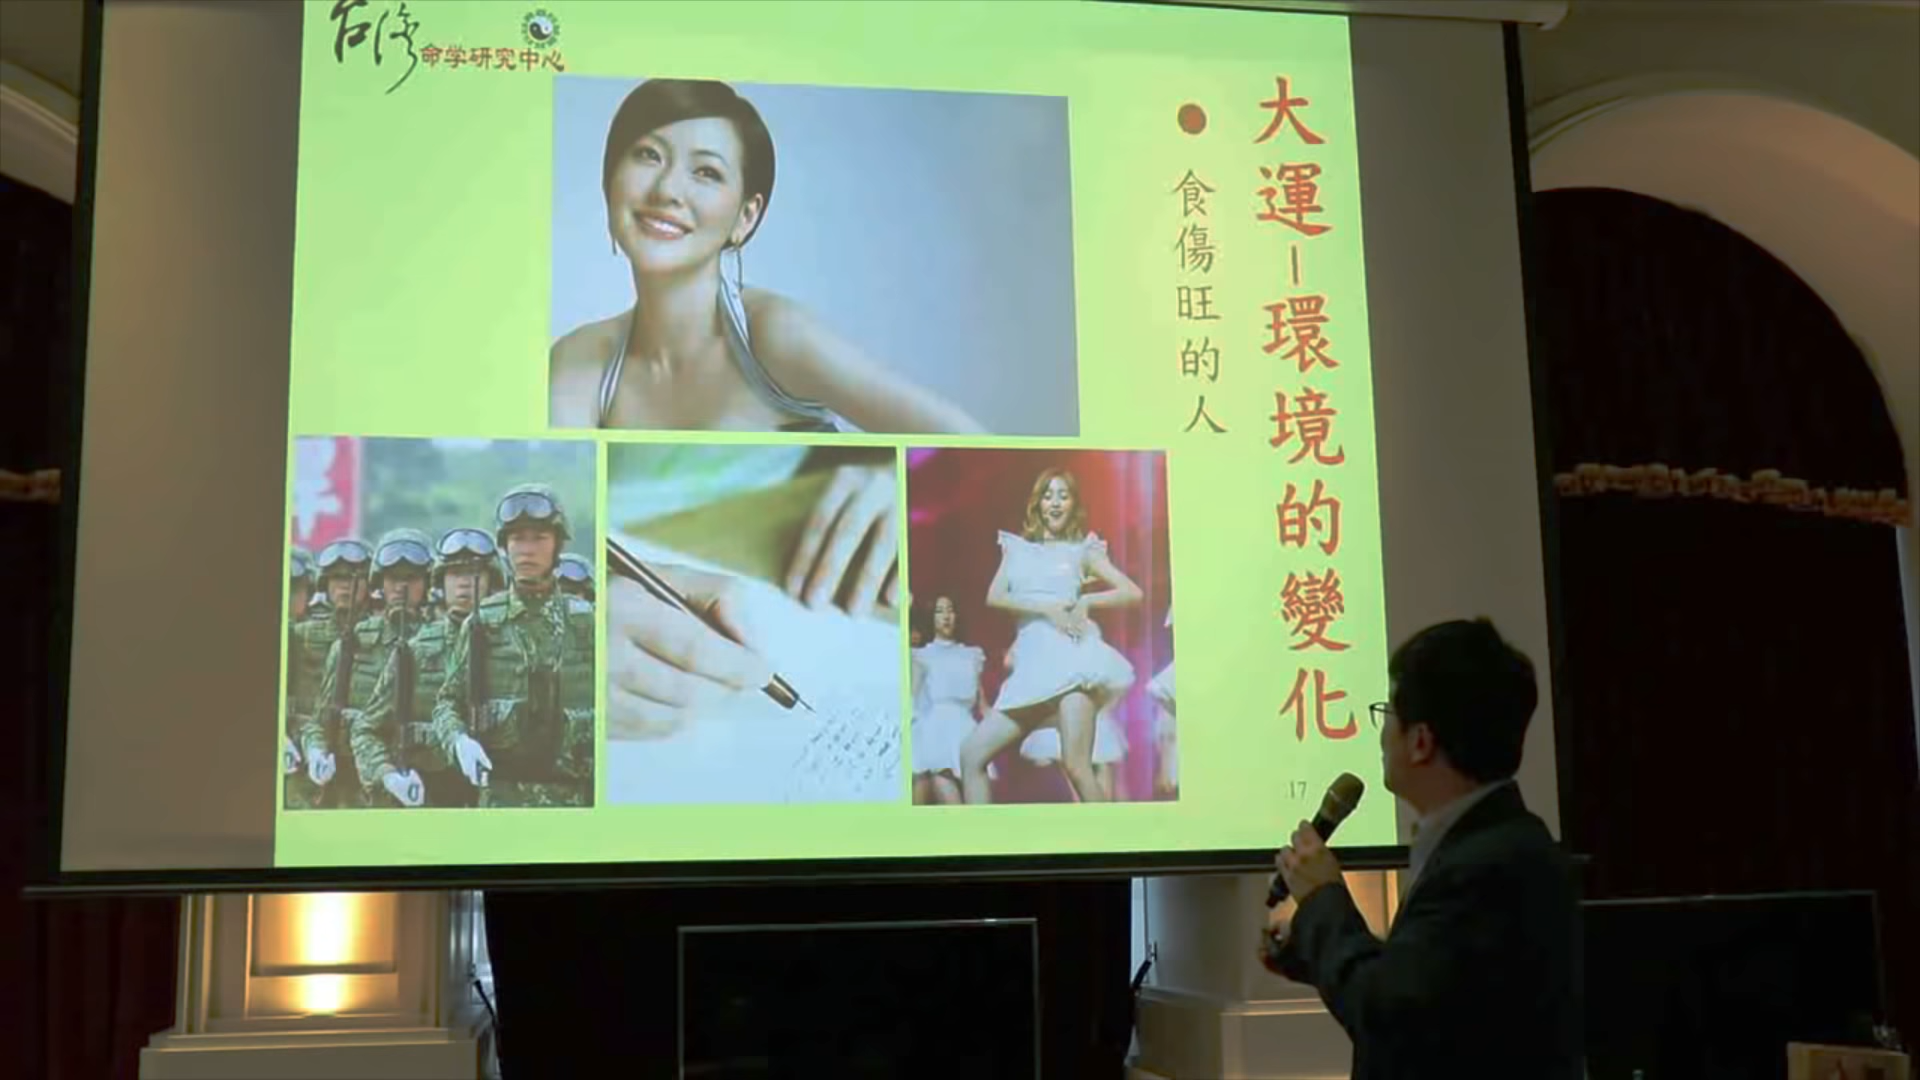 台灣
命学研究中心
大運－環境的變化
● 食傷旺的人
17